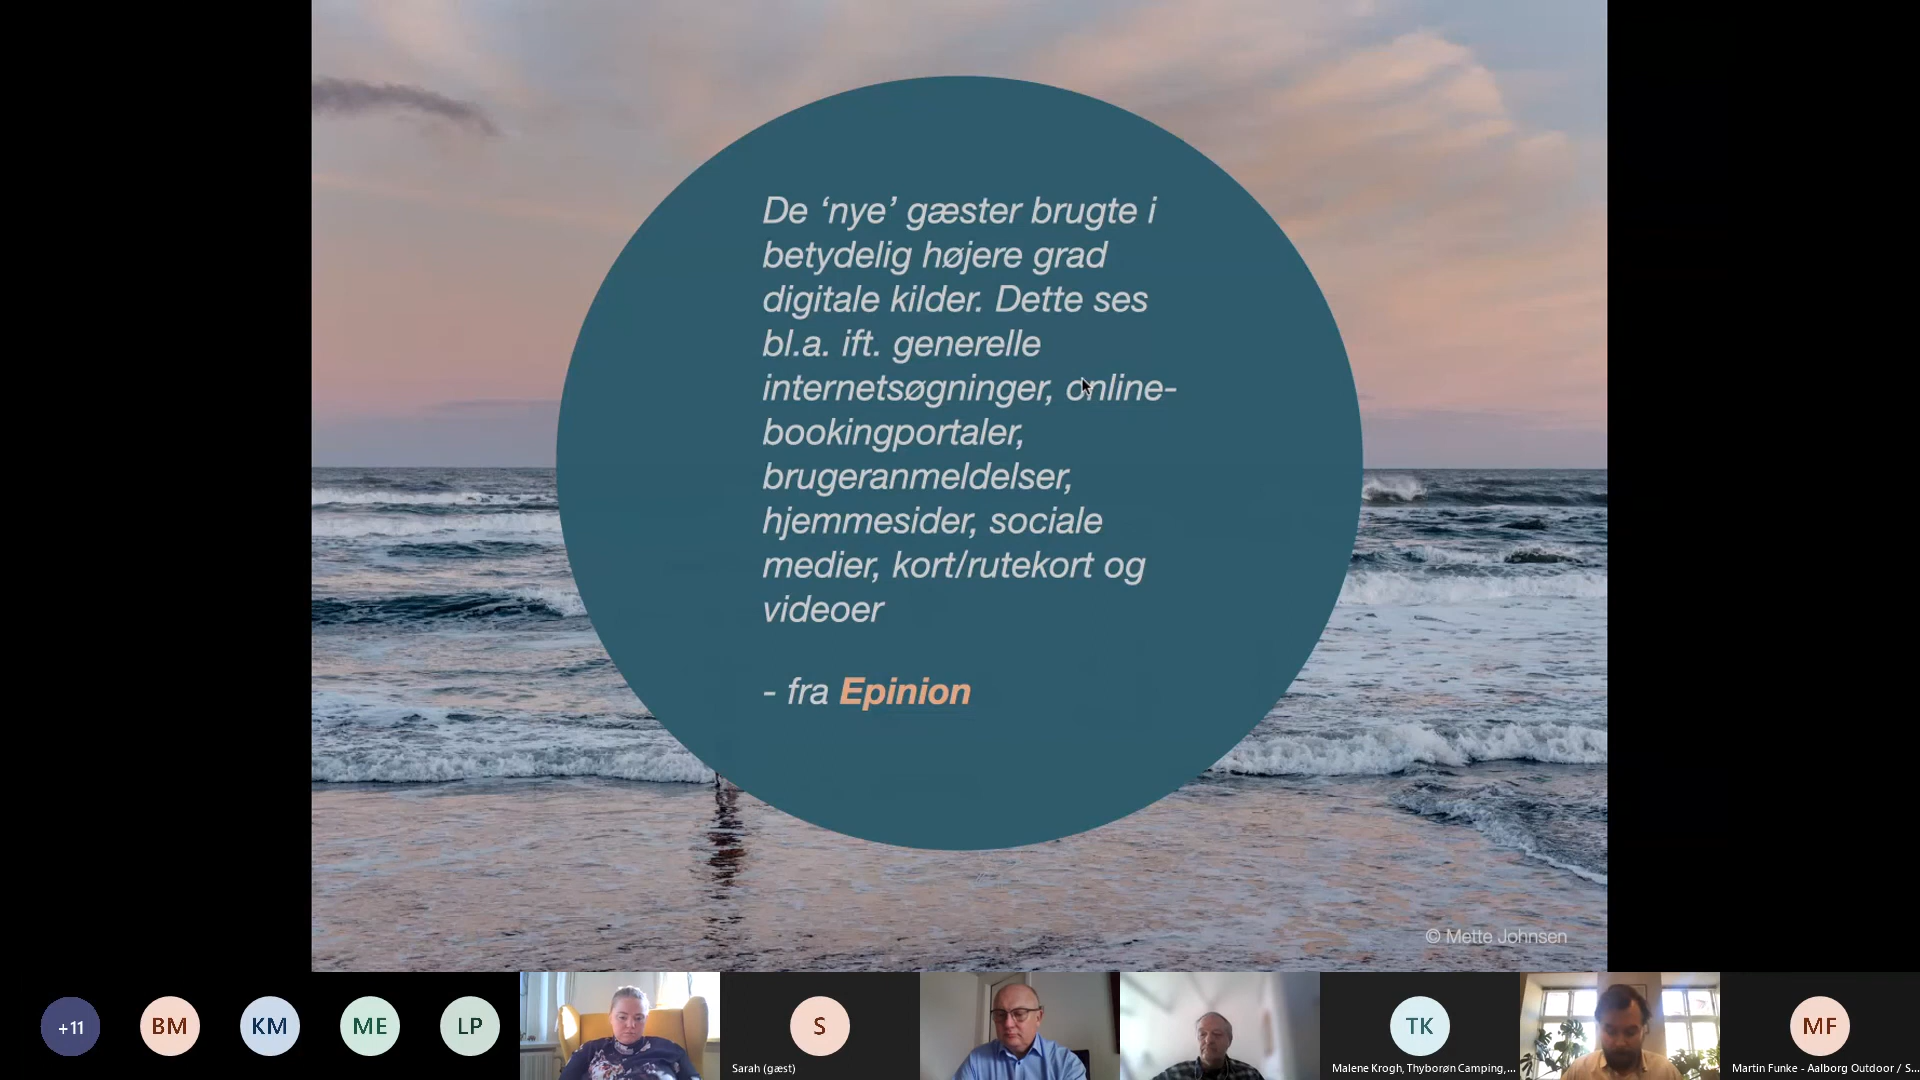 De ‘nye’ gæster brugte i
betydelig højere grad
digitale kilder. Dette ses
bl.a. ift. generelle
internetsøgninger, online-
bookingportaler,
brugeranmeldelser,
hjemmesider, sociale
medier, kort/rutekort og
videoer
- fra Epinion
© Mette Johnsen
+11
BM
KM
ME
LP
S
Sarah (gæst)
TK
Malene Krogh, Thyborøn Camping,...
MF
Martin Funke - Aalborg Outdoor / S...